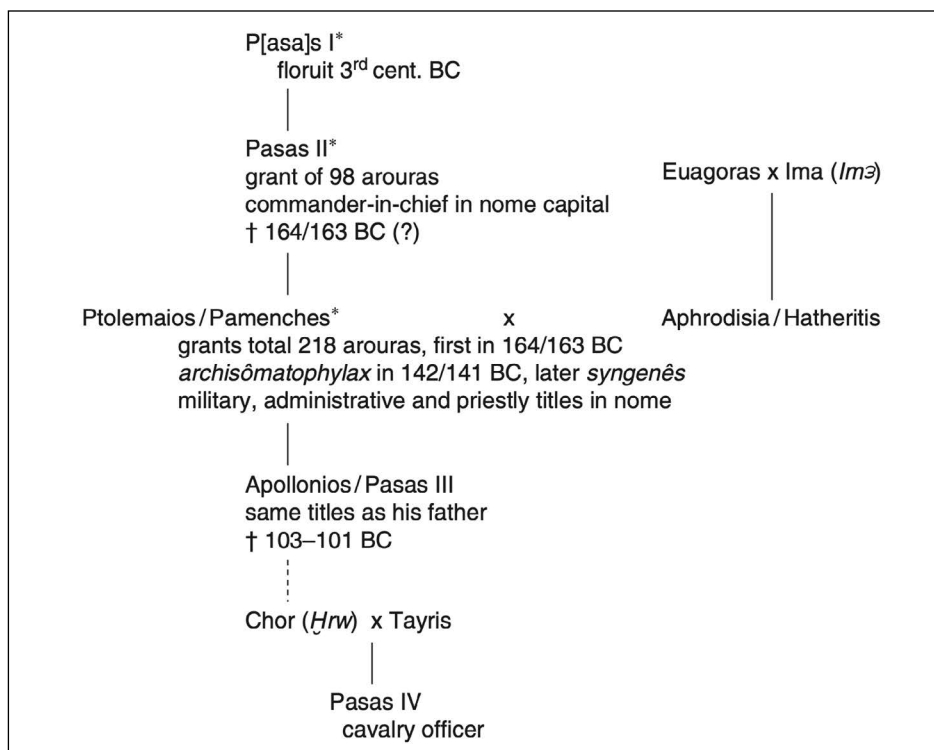 P[asa]s I*
floruit 3rd cent. BC
Pasas II*
grant of 98 arouras
commander-in-chief in nome capital
† 164/163 BC (?)
Euagoras x Ima (Imꜣ)
Ptolemaios/Pamenches* x Aphrodisia/Hatheritis
grants total 218 arouras, first in 164/163 BC
archisômatophylax in 142/141 BC, later syngenês
military, administrative and priestly titles in nome
Apollonios/Pasas III
same titles as his father
† 103–101 BC
Chor (Ḫrw) x Tayris
Pasas IV
cavalry officer